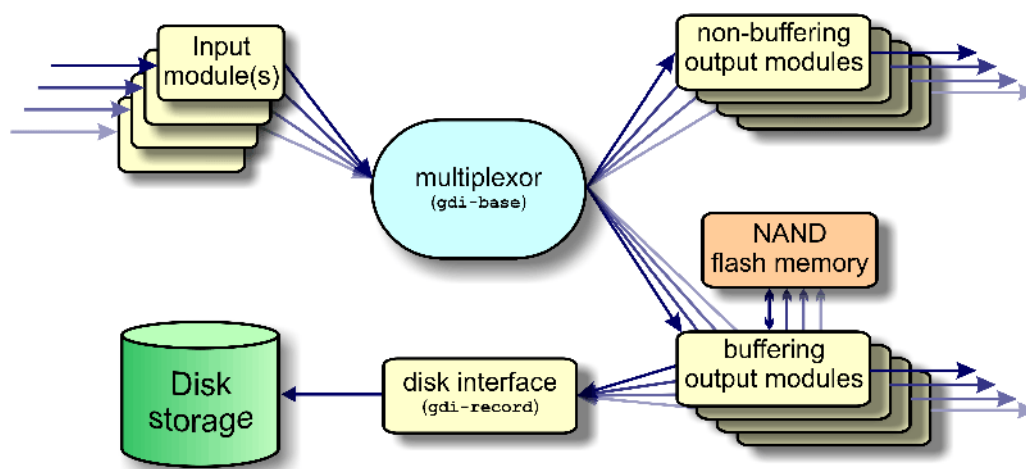 Input
module(s)
non-buffering
output modules
multiplexor
(gdi-base)
NAND
flash memory
buffering
output modules
disk interface
(gdi-record)
Disk
storage